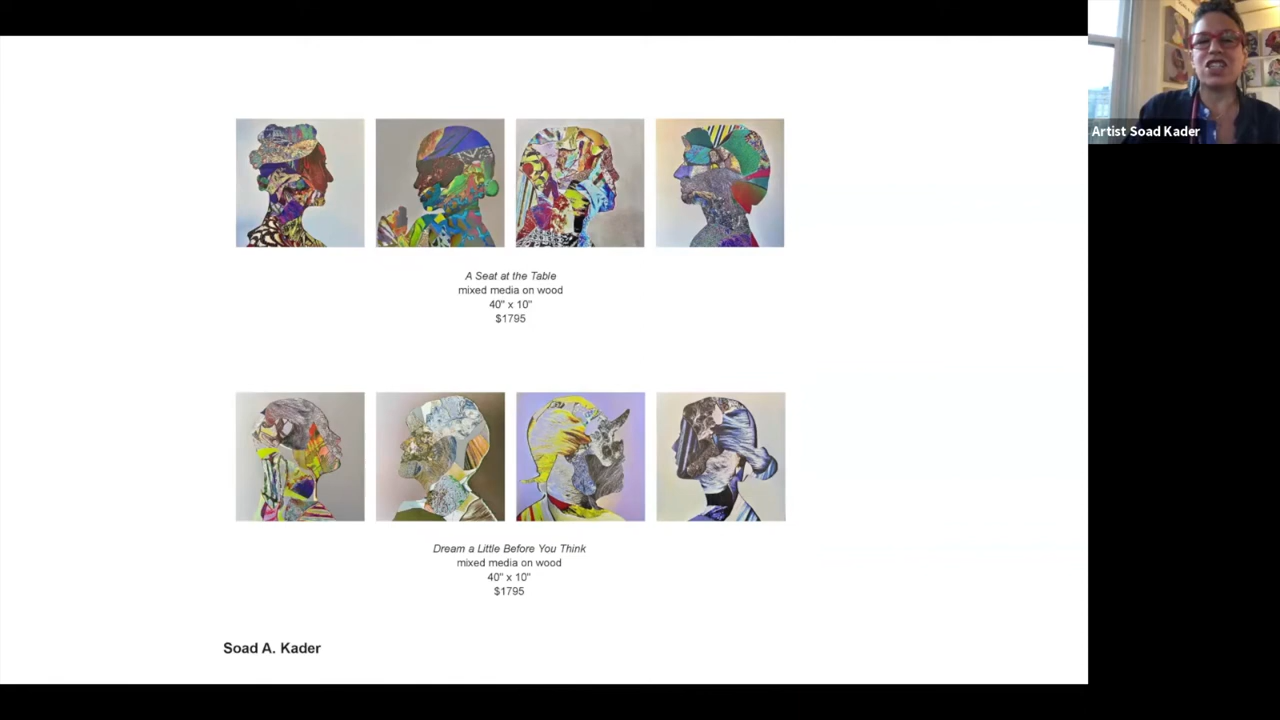 Artist Soad Kader
A Seat at the Table
mixed media on wood
40" x 10"
$1795
Dream a Little Before You Think
mixed media on wood
40" x 10"
$1795
Soad A. Kader